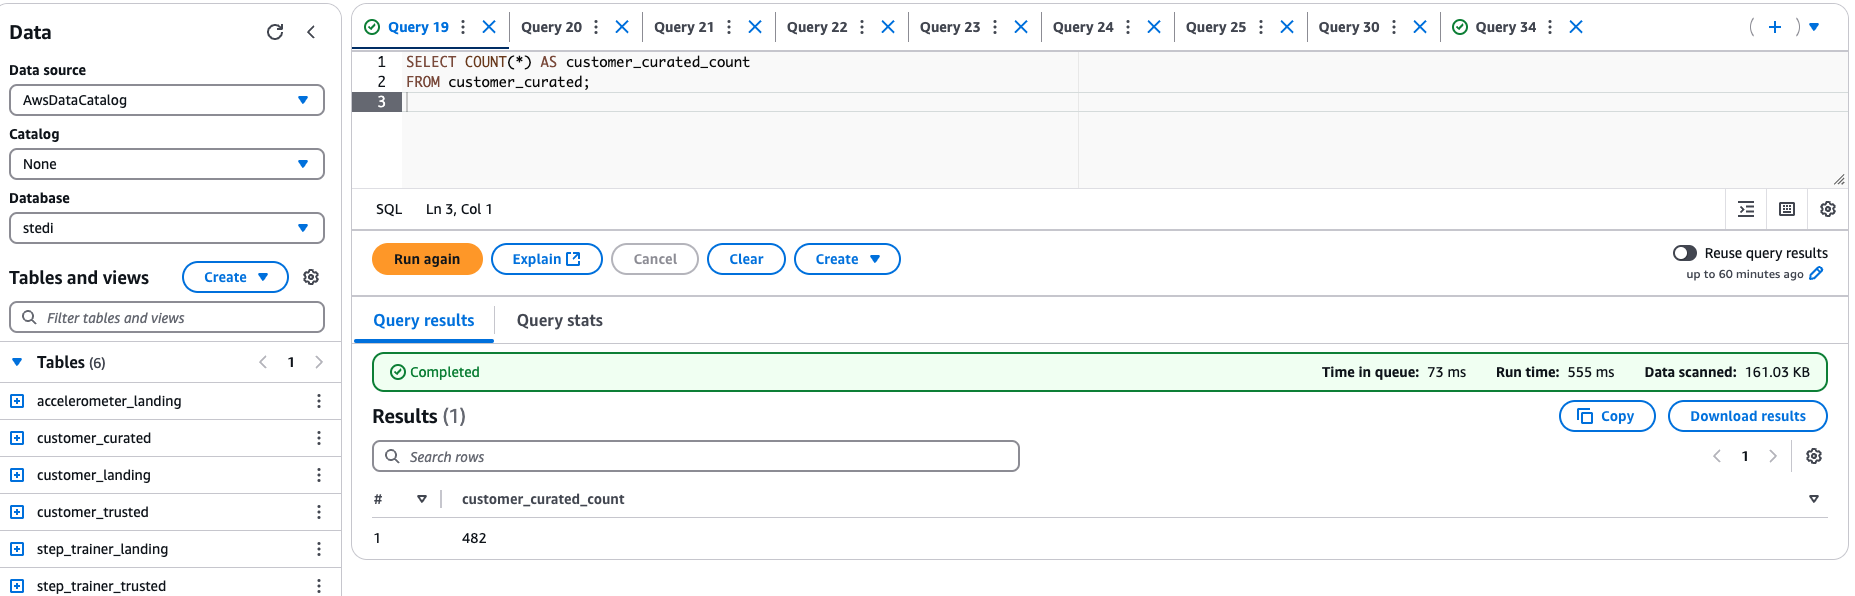 Data
Data source
AwsDataCatalog
Catalog
None
Database
stedi
Tables and views
Create
Filter tables and views
Tables (6)
1
accelerometer_landing
customer_curated
customer_landing
customer_trusted
step_trainer_landing
step_trainer_trusted
Query 19
Query 20
Query 21
Query 22
Query 23
Query 24
Query 25
Query 30
Query 34
1 SELECT COUNT(*) AS customer_curated_count
2 FROM customer_curated;
3
SQL Ln 3, Col 1
Run again
Explain
Cancel
Clear
Create
Reuse query results
up to 60 minutes ago
Query results
Query stats
Completed
Time in queue: 73 ms
Run time: 555 ms
Data scanned: 161.03 KB
Results (1)
Copy
Download results
Search rows
1
# customer_curated_count
1 482